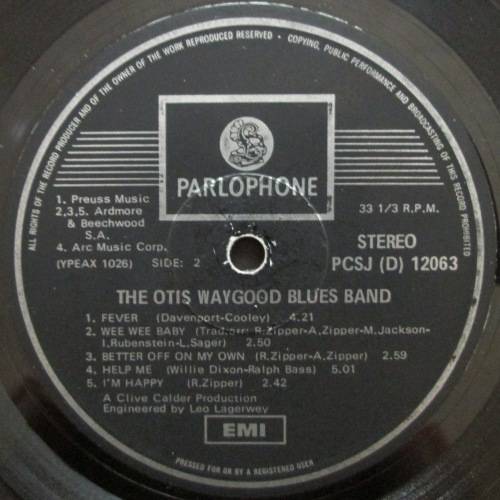 ALL RIGHTS OF THE RECORD PRODUCER AND OF THE OWNER OF THE WORK REPRODUCED RESERVED • COPYING, PUBLIC PERFORMANCE AND BROADCASTING OF THIS RECORD PROHIBITED
£
PARLOPHONE
1. Preuss Music
2,3,5. Ardmore
& Beechwood
S.A.
4. Arc Music Corp.
(YPEAX 1026) SIDE: 2
33 1/3 R.P.M.
STEREO
PCSJ (D) 12063
THE OTIS WAYGOOD BLUES BAND
1. FEVER (Davenport-Cooley) 4.21
2. WEE WEE BABY (Trad.arr: R.Zipper-A.Zipper-M.Jackson-
I.Rubenstein-L.Sager) 2.50
3. BETTER OFF ON MY OWN (R.Zipper-A.Zipper) 2.59
4. HELP ME (Willie Dixon-Ralph Bass) 5.01
5. I'M HAPPY (R.Zipper) 2.42
A Clive Calder Production
Engineered by Leo Lagerwey
EMI
PRESSED FOR OR BY A REGISTERED USER